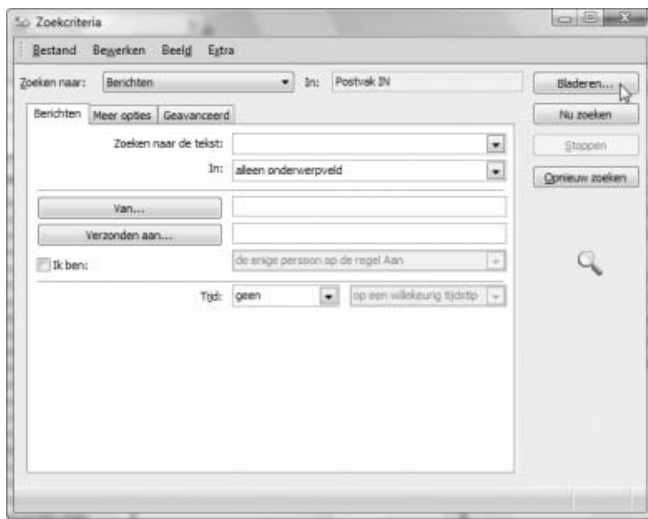 Zoekcriteria
Bestand Bewerken Beeld Extra
Zoeken naar: Berichten In: Postvak IN Bladeren...
Berichten Meer opties Geavanceerd Nu zoeken
Zoeken naar de tekst: Stoppen
In: alleen onderwerpveld Opnieuw zoeken
Van...
Verzonden aan...
Ik ben: de enige persoon op de regel Aan
Tijd: geen op een willekeurig tijdstip